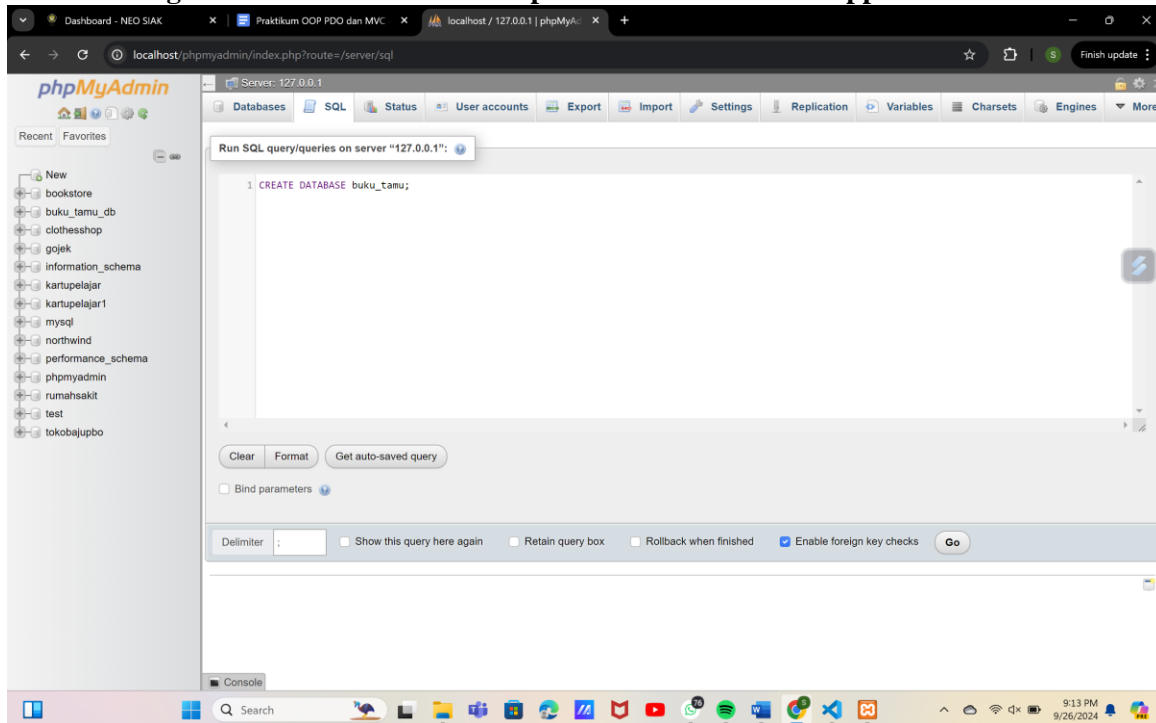 Dashboard - NEO SIAK
Praktikum OOP PDO dan MVC
localhost / 127.0.0.1 | phpMyAd
localhost/phpmyadmin/index.php?route=/server/sql
S
Finish update
phpMyAdmin
Recent Favorites
New
bookstore
buku_tamu_db
clothesshop
gojek
information_schema
kartupelajar
kartupelajar1
mysql
northwind
performance_schema
phpmyadmin
rumahsakit
test
tokobajupbo
Server: 127.0.0.1
Databases SQL Status User accounts Export Import Settings Replication Variables Charsets Engines More
Run SQL query/queries on server “127.0.0.1”:
1 CREATE DATABASE buku_tamu;
Clear Format Get auto-saved query
Bind parameters
Delimiter ; Show this query here again Retain query box Rollback when finished Enable foreign key checks Go
Console
Search
9:13 PM
9/26/2024